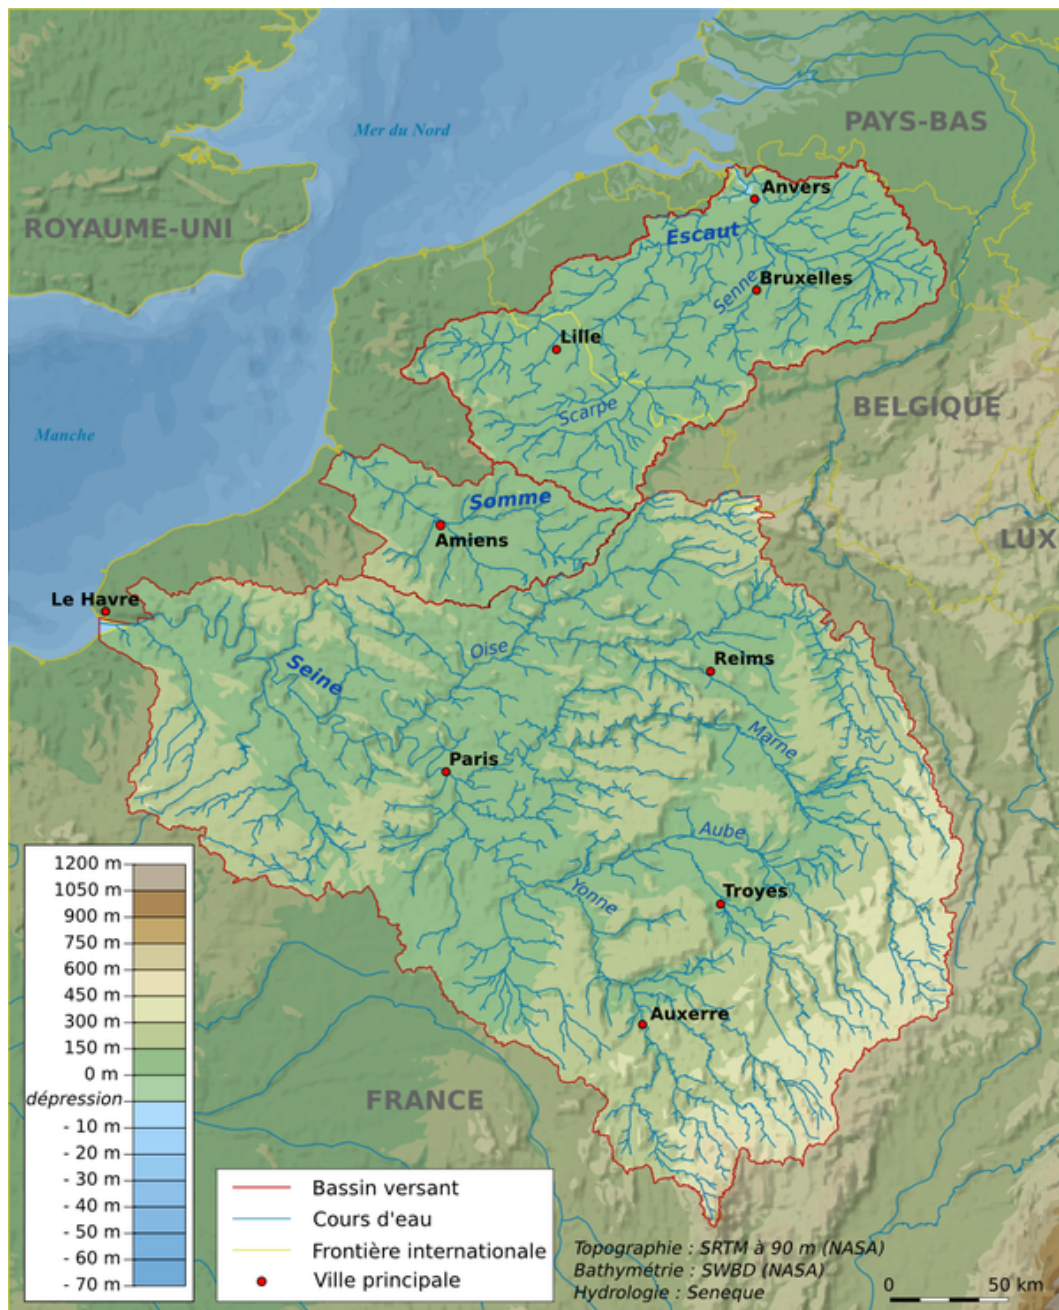 Mer du Nord
PAYS-BAS
Anvers
ROYAUME-UNI
Escaut
Senne
Bruxelles
Lille
Scarpe
BELGIQUE
Manche
Somme
Amiens
LUX
Le Havre
Oise
Seine
Reims
Marne
Paris
Aube
Yonne
Troyes
Auxerre
FRANCE
1200 m
1050 m
900 m
750 m
600 m
450 m
300 m
150 m
0 m
dépression
- 10 m
- 20 m
- 30 m
- 40 m
- 50 m
- 60 m
- 70 m
Bassin versant
Cours d'eau
Frontière internationale
Ville principale
Topographie : SRTM à 90 m (NASA)
Bathymétrie : SWBD (NASA)
Hydrologie : Seneque
0 50 km